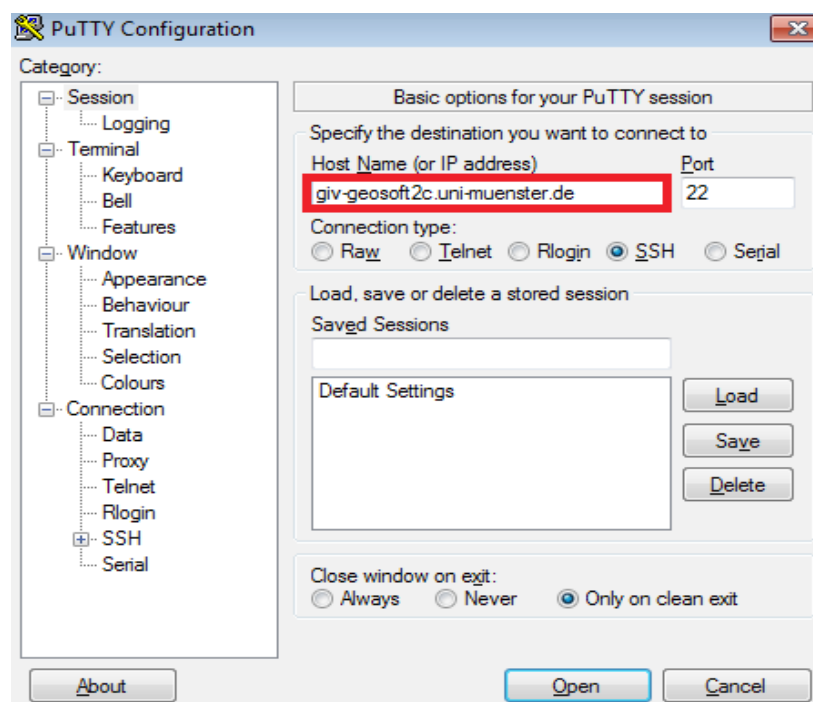 PuTTY Configuration
Category:
Session
Logging
Terminal
Keyboard
Bell
Features
Window
Appearance
Behaviour
Translation
Selection
Colours
Connection
Data
Proxy
Telnet
Rlogin
SSH
Serial
Basic options for your PuTTY session
Specify the destination you want to connect to
Host Name (or IP address) Port
giv-geosoft2c.uni-muenster.de 22
Connection type:
Raw Telnet Rlogin SSH Serial
Load, save or delete a stored session
Saved Sessions
Default Settings
Load
Save
Delete
Close window on exit:
Always Never Only on clean exit
About Open Cancel